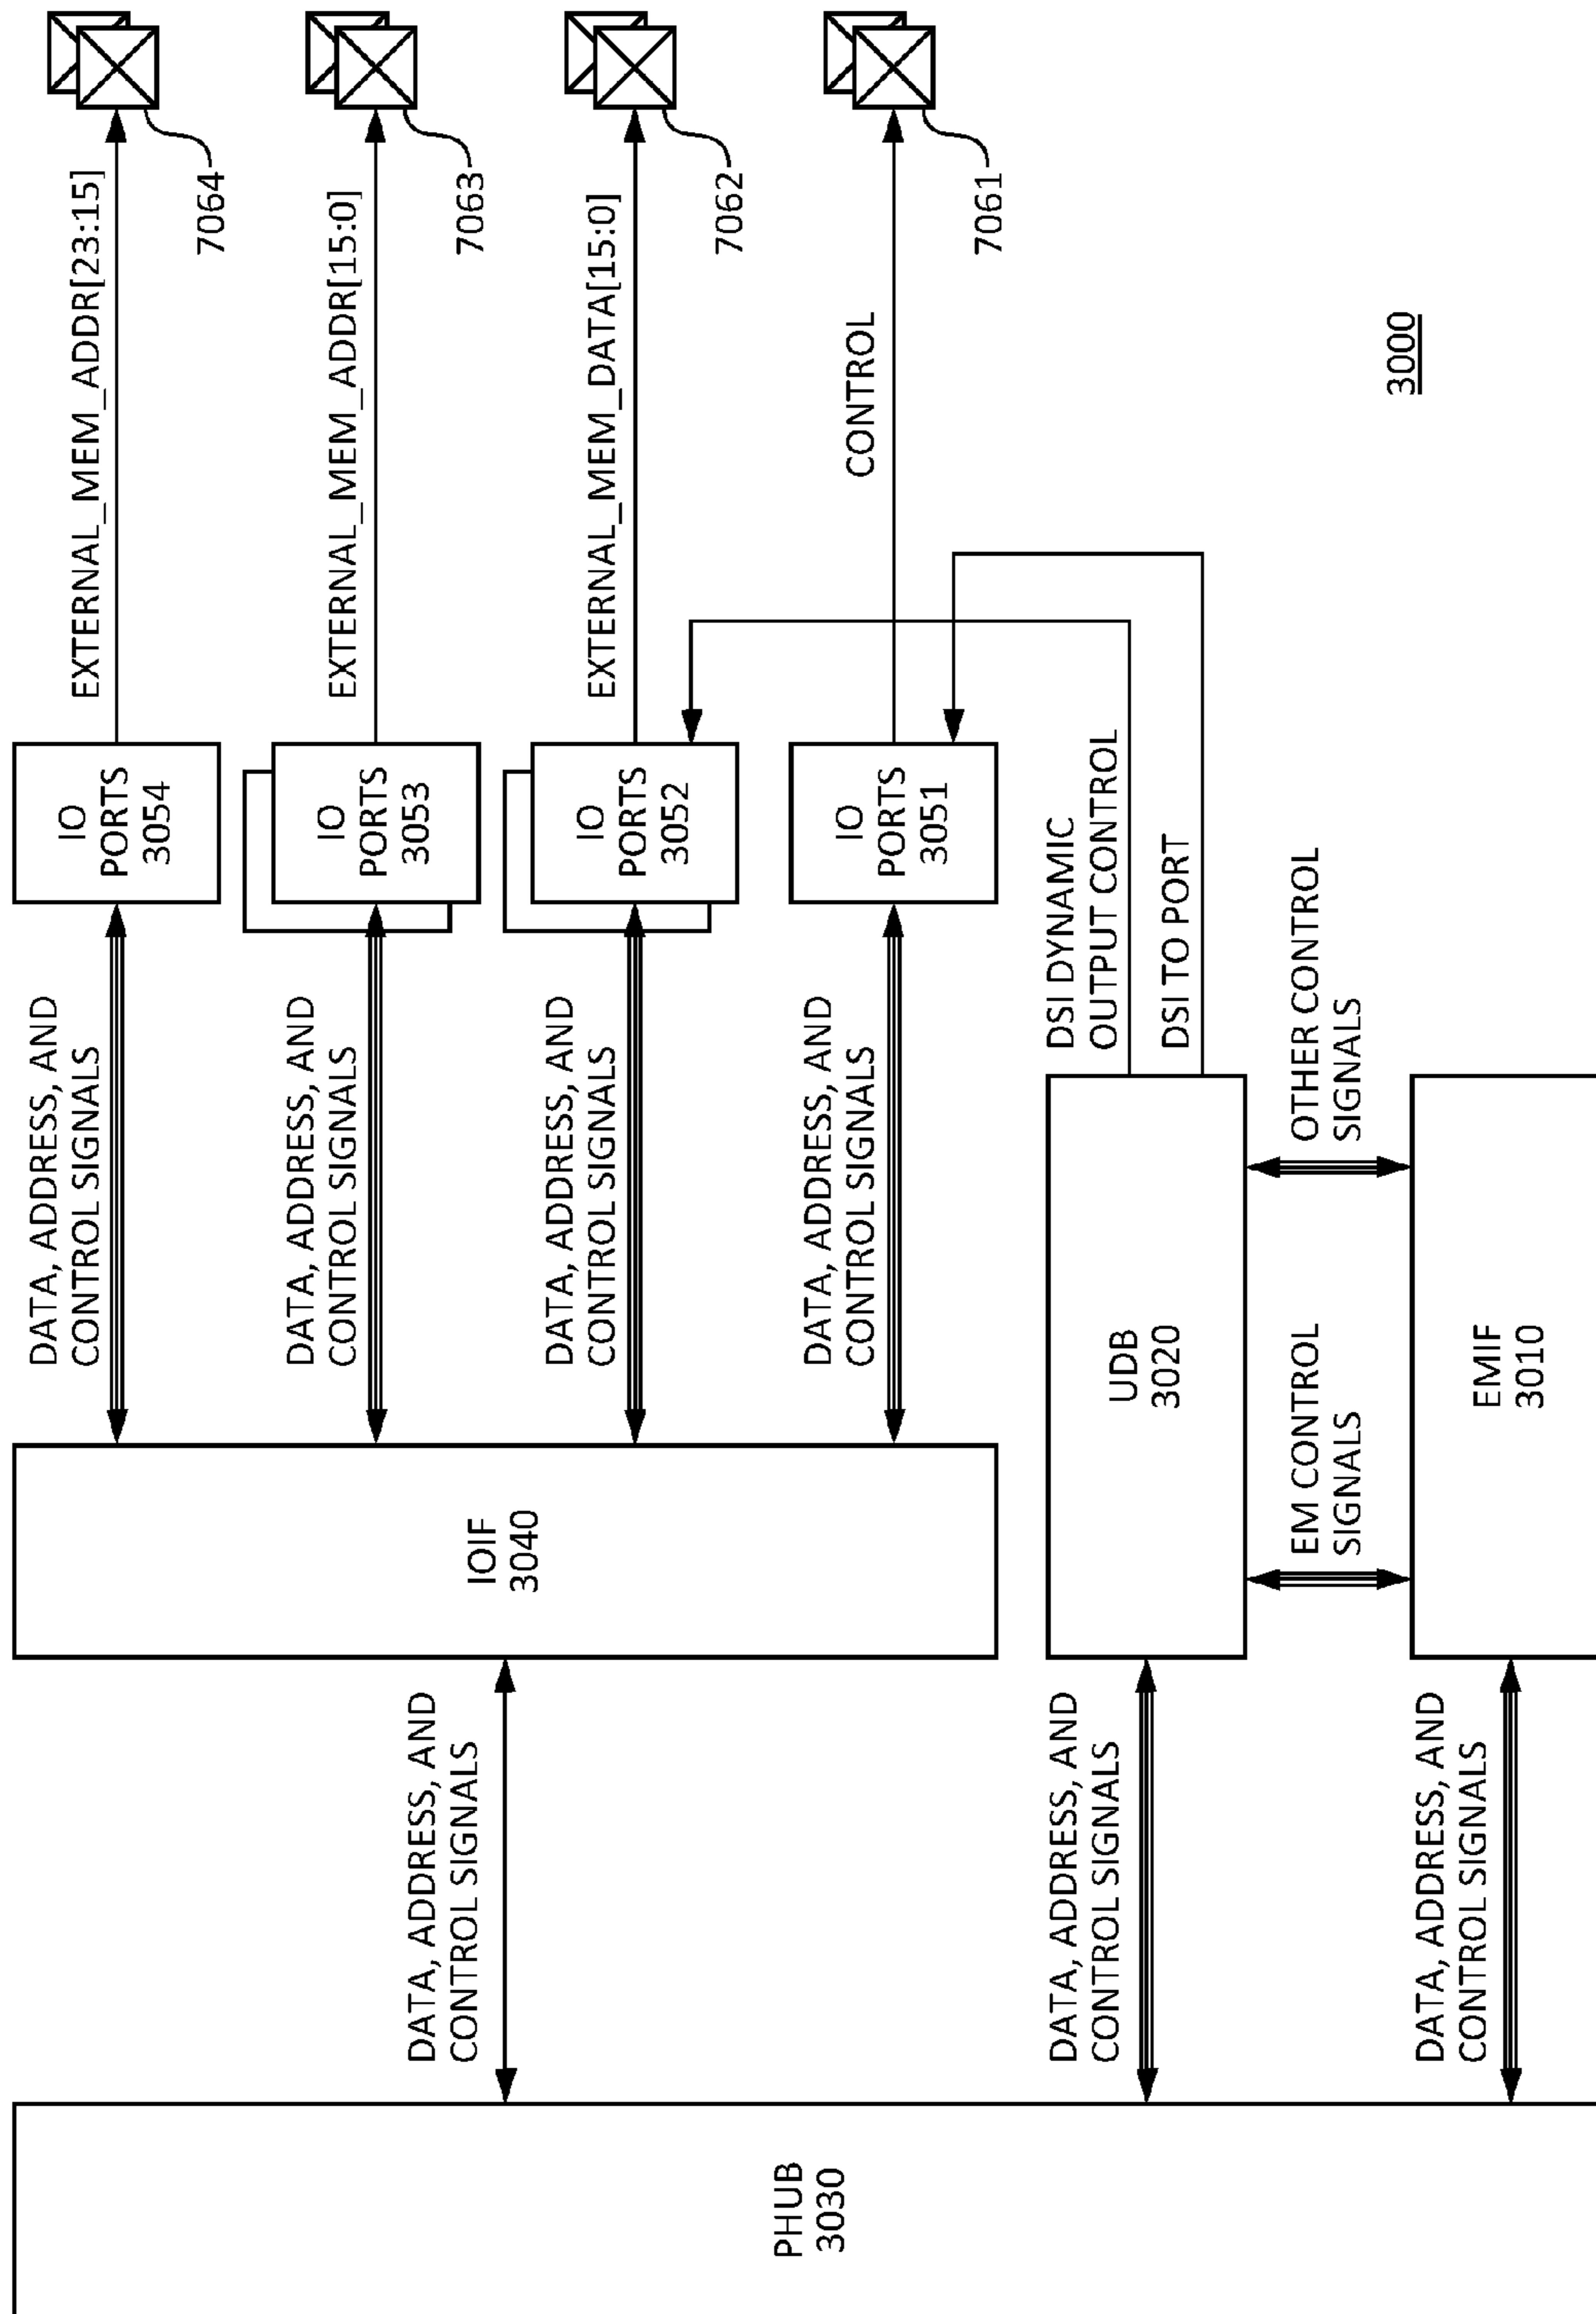 PHUB
3030
DATA, ADDRESS, AND
CONTROL SIGNALS
DATA, ADDRESS, AND
CONTROL SIGNALS
DATA, ADDRESS, AND
CONTROL SIGNALS
IOIF
3040
UDB
3020
EMIF
3010
EM CONTROL
SIGNALS
OTHER CONTROL
SIGNALS
DATA, ADDRESS, AND
CONTROL SIGNALS
DATA, ADDRESS, AND
CONTROL SIGNALS
DATA, ADDRESS, AND
CONTROL SIGNALS
DATA, ADDRESS, AND
CONTROL SIGNALS
IO
PORTS
3054
IO
PORTS
3053
IO
PORTS
3052
IO
PORTS
3051
DSI DYNAMIC
OUTPUT CONTROL
DSI TO PORT
EXTERNAL_MEM_ADDR[23:15]
EXTERNAL_MEM_ADDR[15:0]
EXTERNAL_MEM_DATA[15:0]
CONTROL
7064
7063
7062
7061
3000